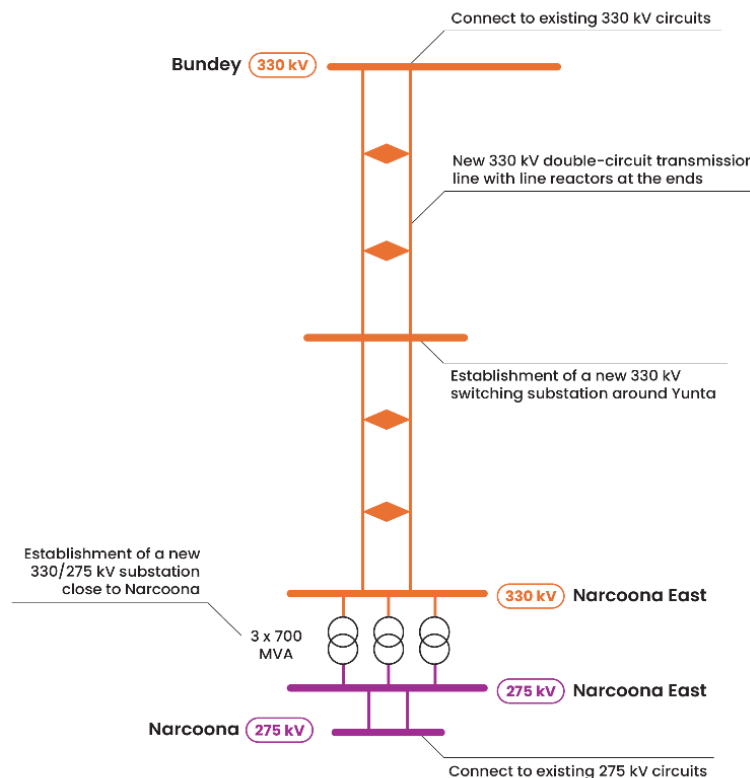 Connect to existing 330 kV circuits
Bundey 330 kV
New 330 kV double-circuit transmission
line with line reactors at the ends
Establishment of a new 330 kV
switching substation around Yunta
Establishment of a new
330/275 kV substation
close to Narcoona
330 kV Narcoona East
3 x 700
MVA
275 kV Narcoona East
Narcoona 275 kV
Connect to existing 275 kV circuits